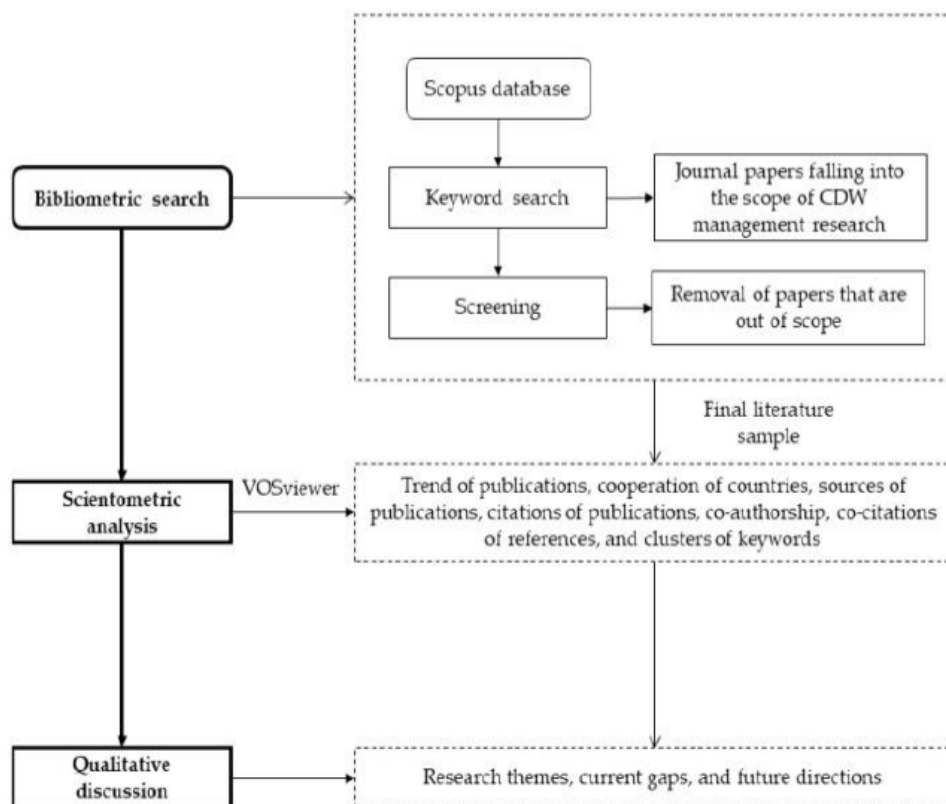 Scopus database
Bibliometric search
Keyword search
Journal papers falling into
the scope of CDW
management research
Screening
Removal of papers that are
out of scope
Final literature
sample
Scientometric
analysis
VOSviewer
Trend of publications, cooperation of countries, sources of
publications, citations of publications, co-authorship, co-citations
of references, and clusters of keywords
Qualitative
discussion
Research themes, current gaps, and future directions